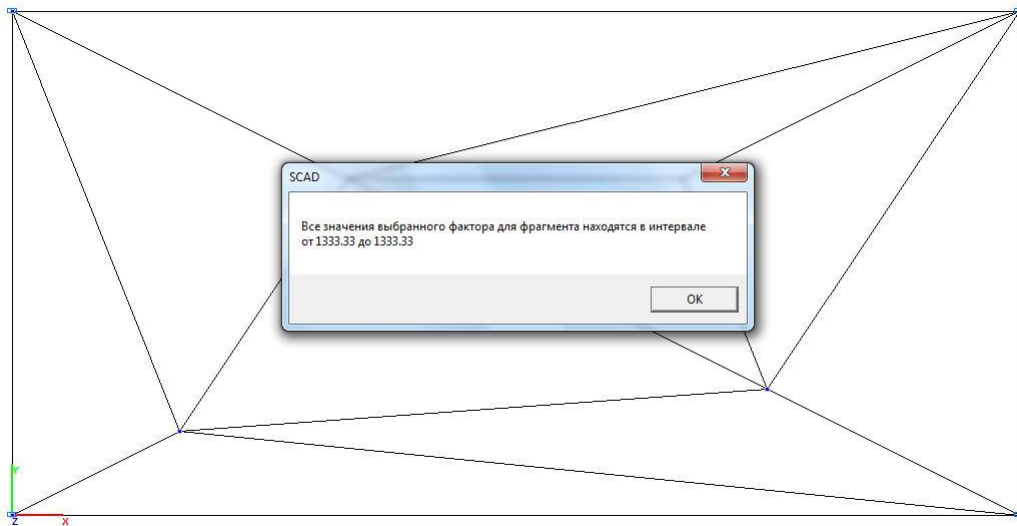 SCAD
Все значения выбранного фактора для фрагмента находятся в интервале
от 1333.33 до 1333.33
OK
Y
Z
X